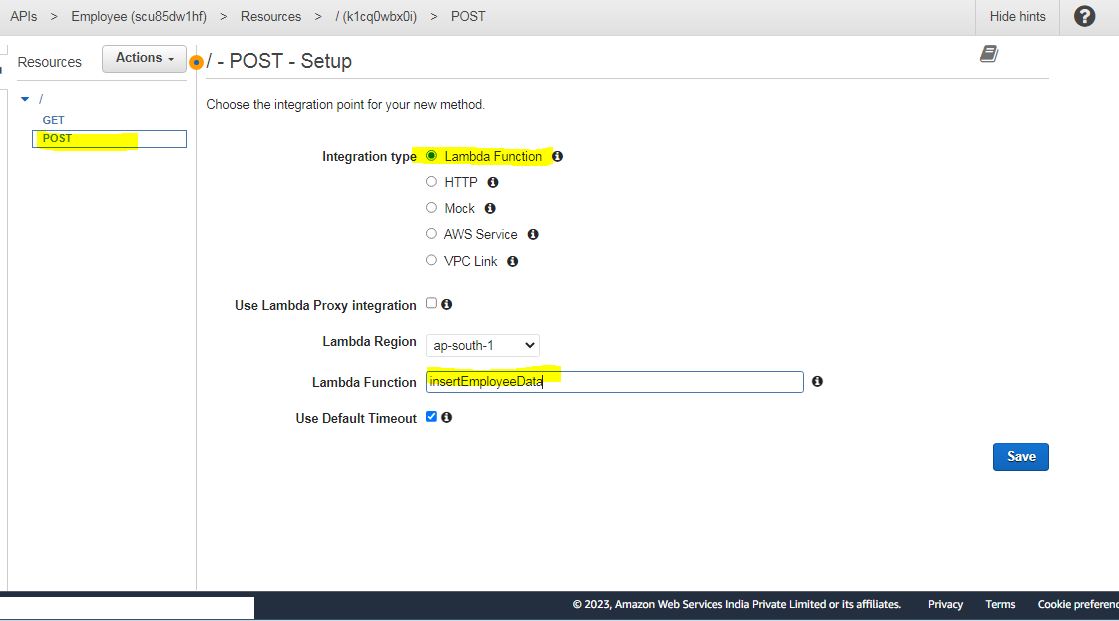 APIs > Employee (scu85dw1hf) > Resources > / (k1cq0wbx0i) > POST
Hide hints
Resources
Actions
/ - POST - Setup
/
GET
POST
Choose the integration point for your new method.
Integration type Lambda Function
HTTP
Mock
AWS Service
VPC Link
Use Lambda Proxy integration
Lambda Region ap-south-1
Lambda Function insertEmployeeData
Use Default Timeout
Save
© 2023, Amazon Web Services India Private Limited or its affiliates. Privacy Terms Cookie preferenc